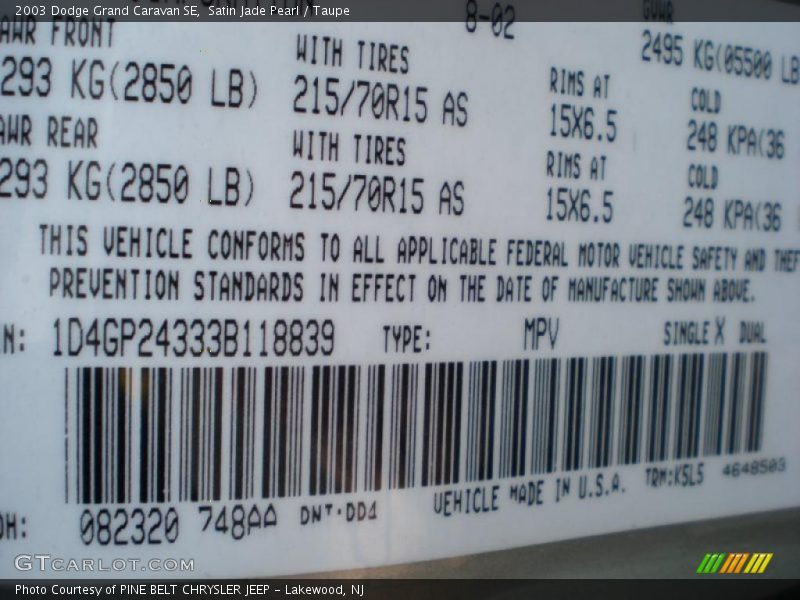 2003 Dodge Grand Caravan SE, Satin Jade Pearl / Taupe
8-02 GVWR
AWR FRONT WITH TIRES RIMS AT COLD 2495 KG(05500 LB
293 KG(2850 LB) 215/70R15 AS 15X6.5 248 KPA(36
AWR REAR WITH TIRES RIMS AT COLD
293 KG(2850 LB) 215/70R15 AS 15X6.5 248 KPA(36
THIS VEHICLE CONFORMS TO ALL APPLICABLE FEDERAL MOTOR VEHICLE SAFETY AND THEF
PREVENTION STANDARDS IN EFFECT ON THE DATE OF MANUFACTURE SHOWN ABOVE.
N: 1D4GP24333B118839 TYPE: MPV SINGLE X DUAL
DH: 082320 748AA DNT·DD1 VEHICLE MADE IN U.S.A. TRM:K5L5 4648503
GTCARLOT.COM
Photo Courtesy of PINE BELT CHRYSLER JEEP - Lakewood, NJ